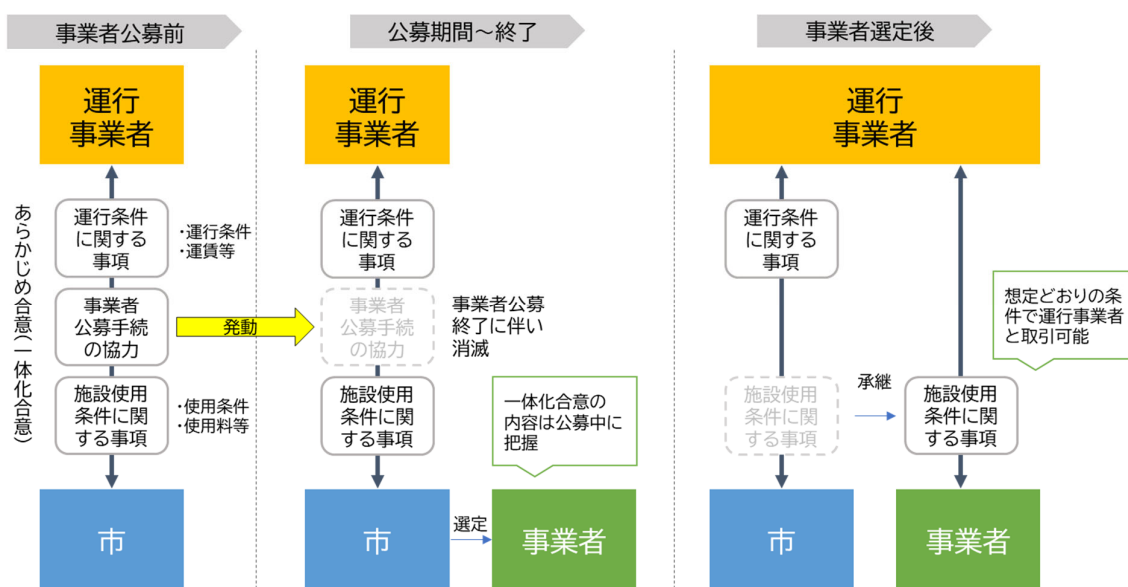 事業者公募前
運行
事業者
あらかじめ合意(一体化合意)
運行条件
に関する
事項
・運行条件
・運賃等
事業者
公募手続
の協力
発動
施設使用
条件に関
する事項
・使用条件
・使用料等
市
公募期間～終了
運行
事業者
運行条件
に関する
事項
事業者
公募手続
の協力
事業者公募
終了に伴い
消滅
施設使用
条件に関
する事項
一体化合意の
内容は公募中に
把握
市
選定
事業者
事業者選定後
運行
事業者
運行条件
に関する
事項
想定どおりの条
件で運行事業者
と取引可能
施設使用
条件に関
する事項
承継
施設使用
条件に関
する事項
市
事業者